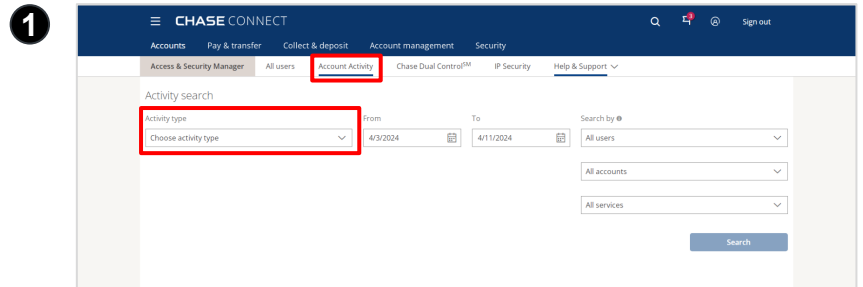 1
CHASE CONNECT
3
Sign out
Accounts Pay & transfer Collect & deposit Account management Security
Access & Security Manager All users Account Activity Chase Dual Control℠ IP Security Help & Support
Activity search
Activity type From To Search by
Choose activity type 4/3/2024 4/11/2024 All users
All accounts
All services
Search